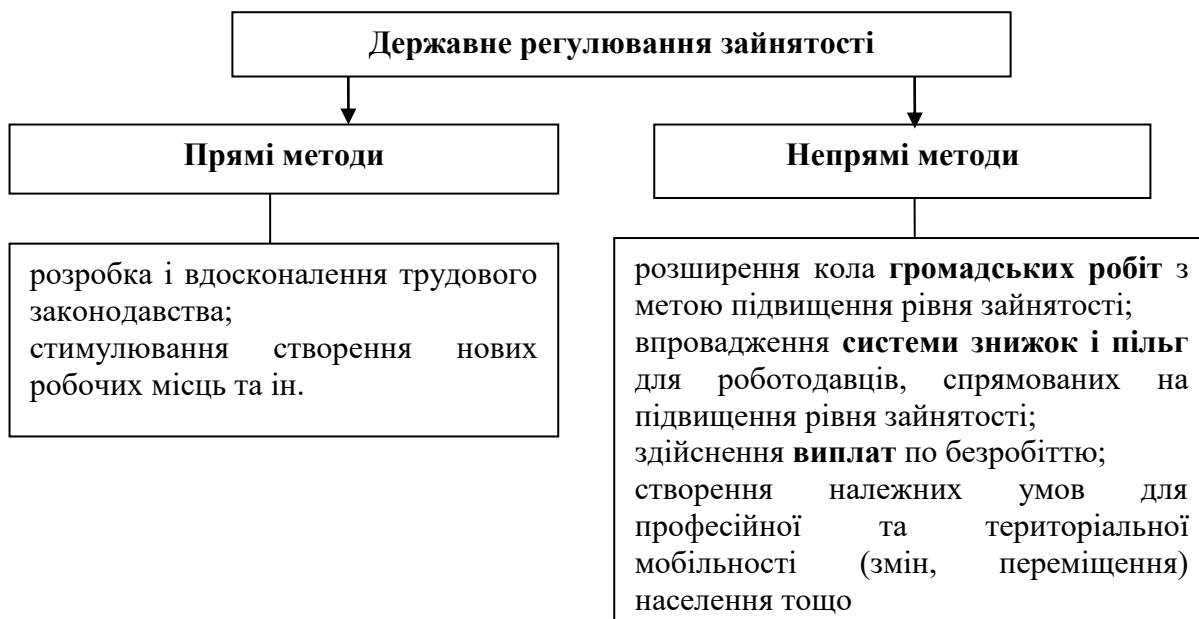 Державне регулювання зайнятості
Прямі методи
розробка і вдосконалення трудового
законодавства;
стимулювання створення нових
робочих місць та ін.
Непрямі методи
розширення кола громадських робіт з
метою підвищення рівня зайнятості;
впровадження системи знижок і пільг
для роботодавців, спрямованих на
підвищення рівня зайнятості;
здійснення виплат по безробіттю;
створення належних умов для
професійної та територіальної
мобільності (змін, переміщення)
населення тощо